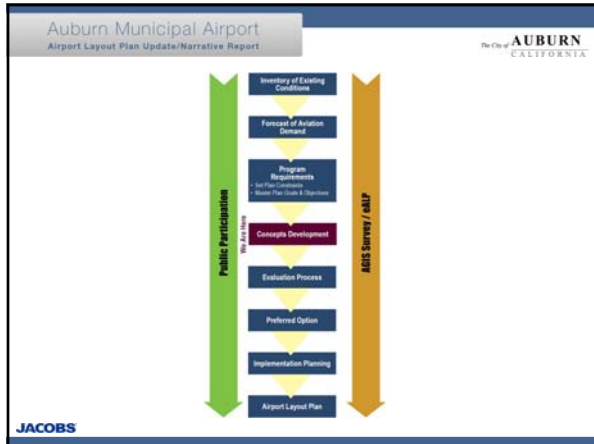 Auburn Municipal Airport
Airport Layout Plan Update/Narrative Report
The City of AUBURN
CALIFORNIA
Public Participation
Inventory of Existing
Conditions
Forecast of Aviation
Demand
Program
Requirements
• Set Plan Constraints
• Master Plan Goals & Objectives
We Are Here
Concepts Development
Evaluation Process
Preferred Option
Implementation Planning
Airport Layout Plan
AGIS Survey / eALP
JACOBS